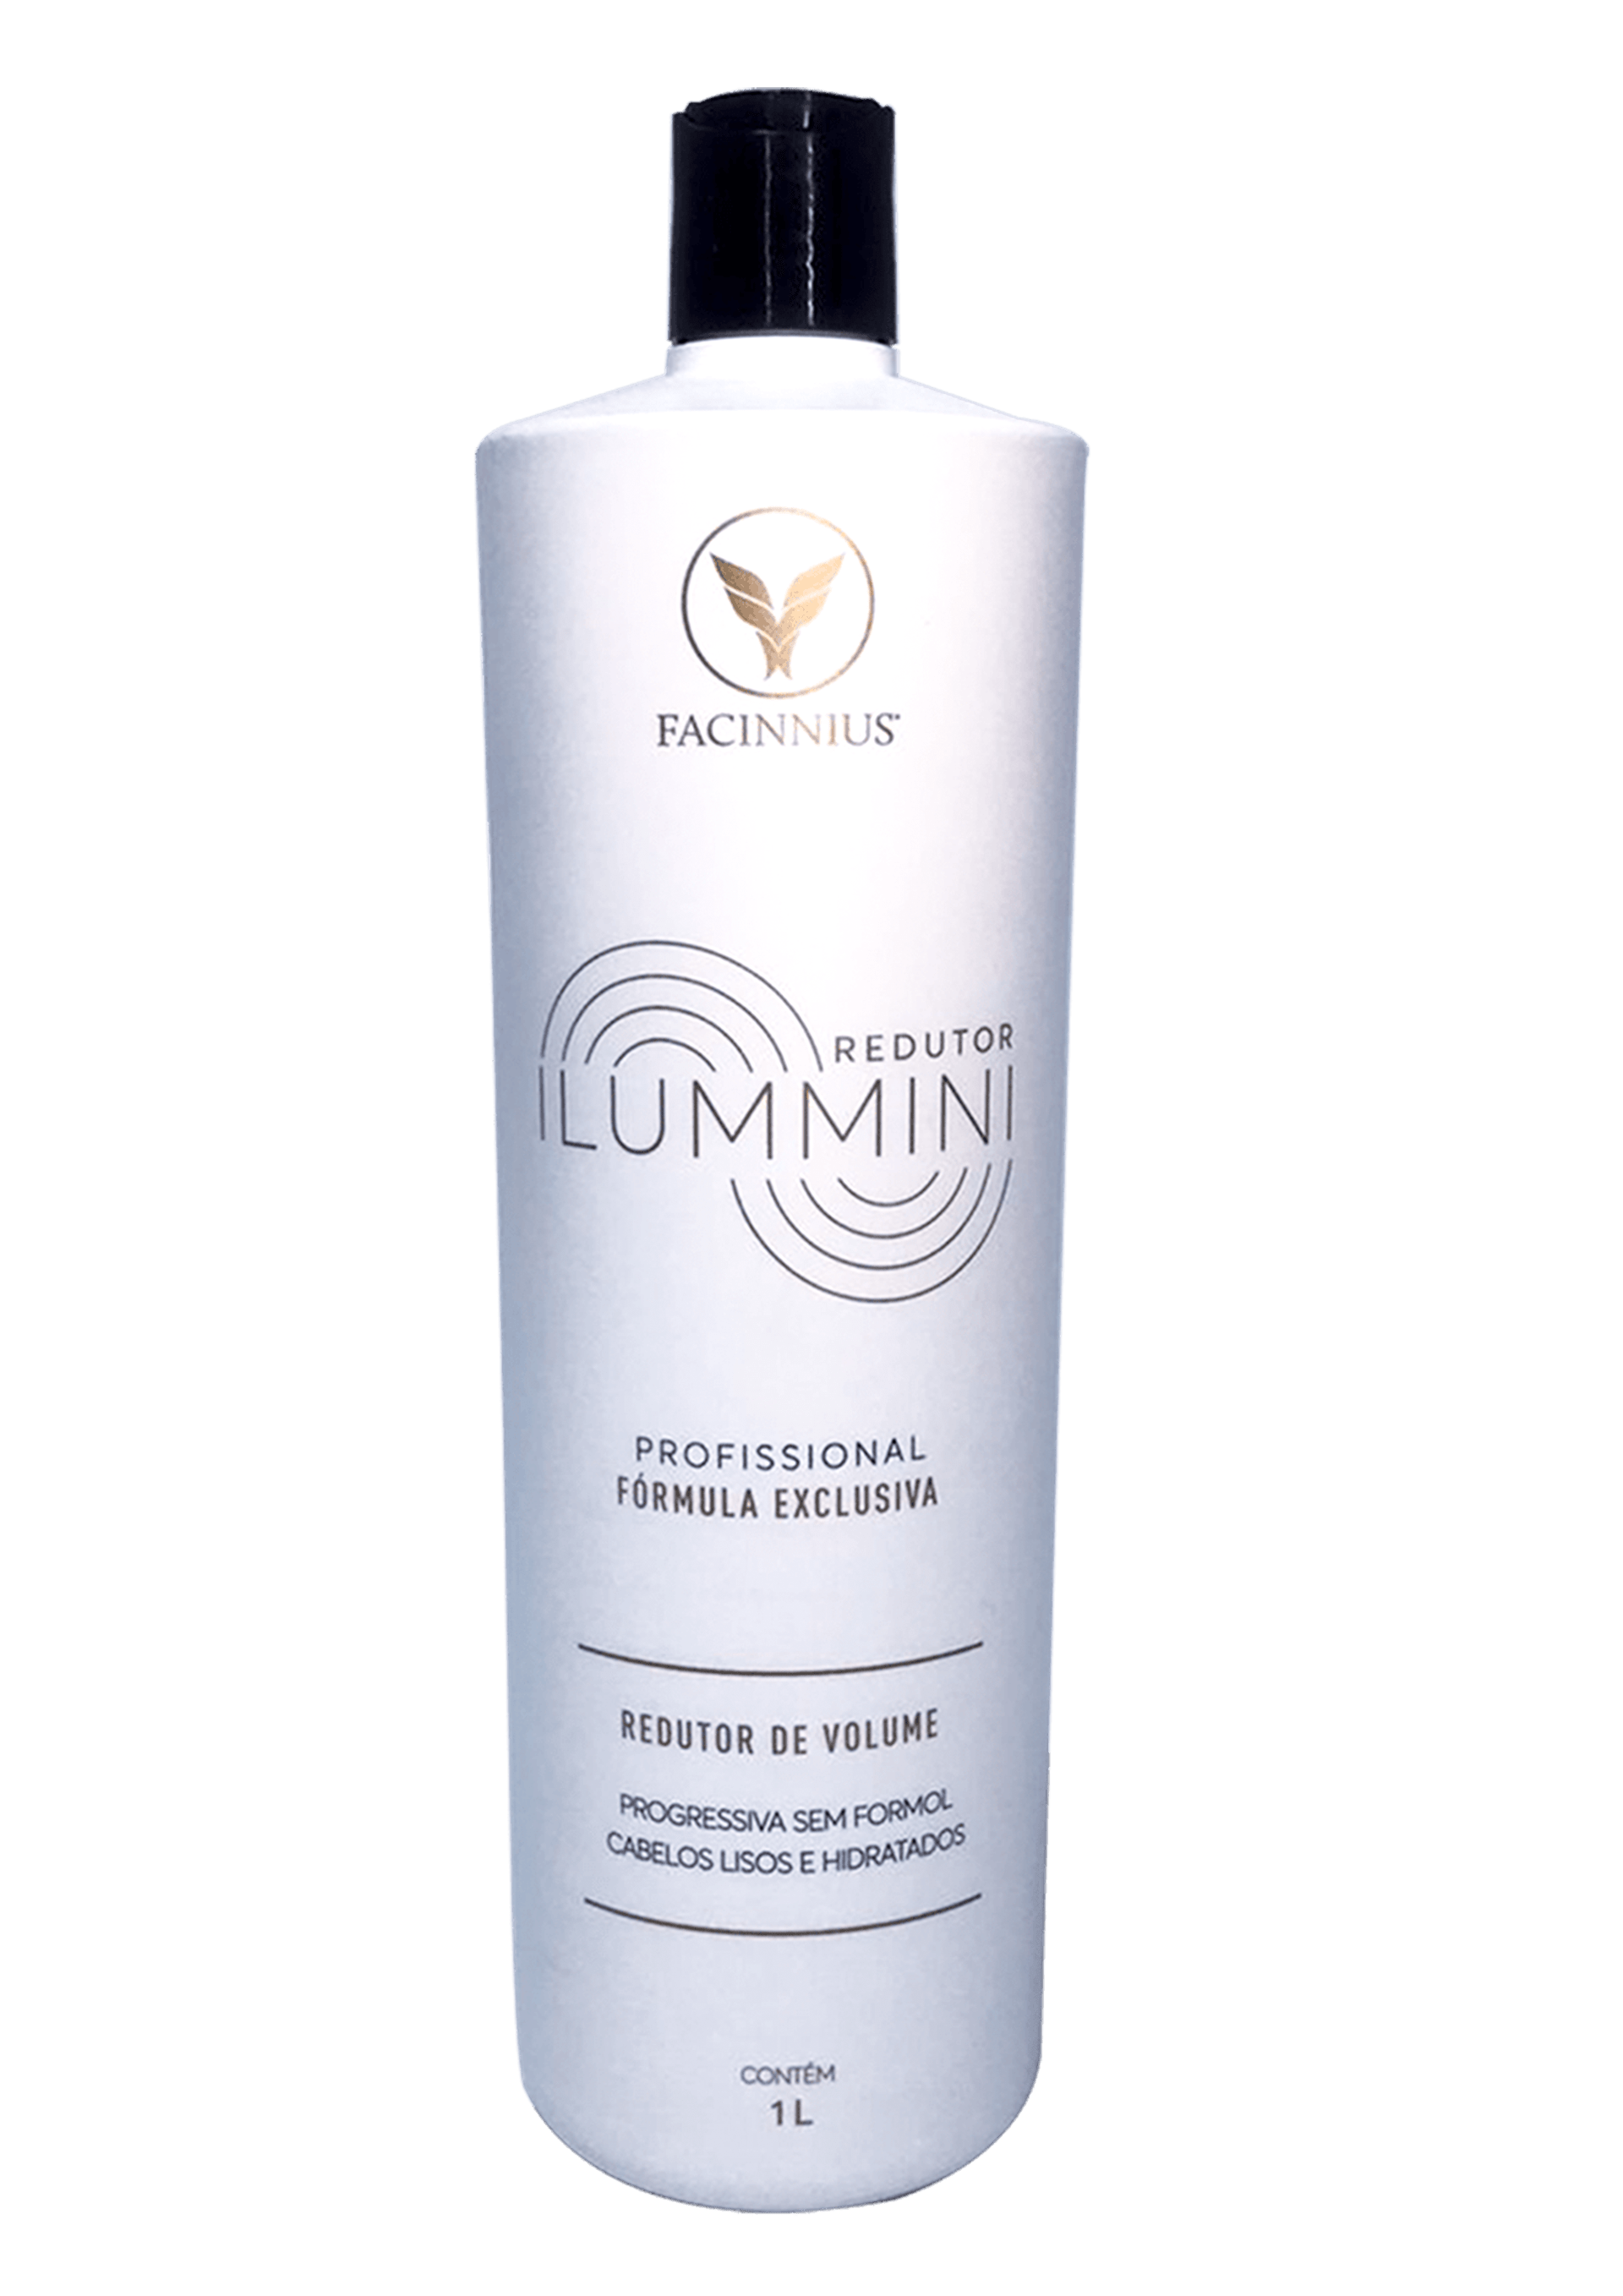 FACINNIUS
REDUTOR
ILUMMINI
PROFISSIONAL
FÓRMULA EXCLUSIVA
REDUTOR DE VOLUME
PROGRESSIVA SEM FORMOL
CABELOS LISOS E HIDRATADOS
CONTÉM
1 L